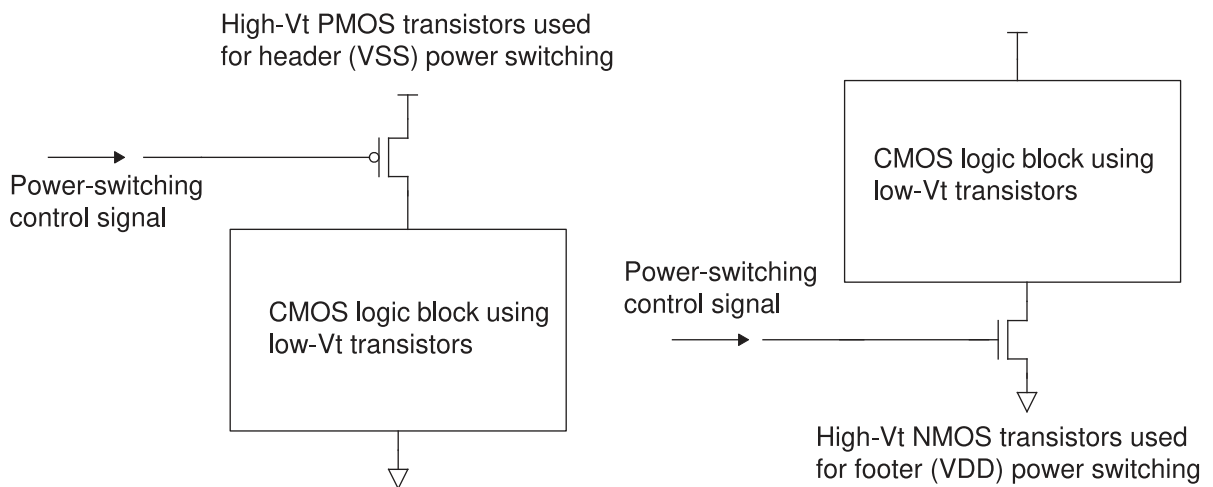 High-Vt PMOS transistors used
for header (VSS) power switching
Power-switching
control signal
CMOS logic block using
low-Vt transistors
CMOS logic block using
low-Vt transistors
Power-switching
control signal
High-Vt NMOS transistors used
for footer (VDD) power switching